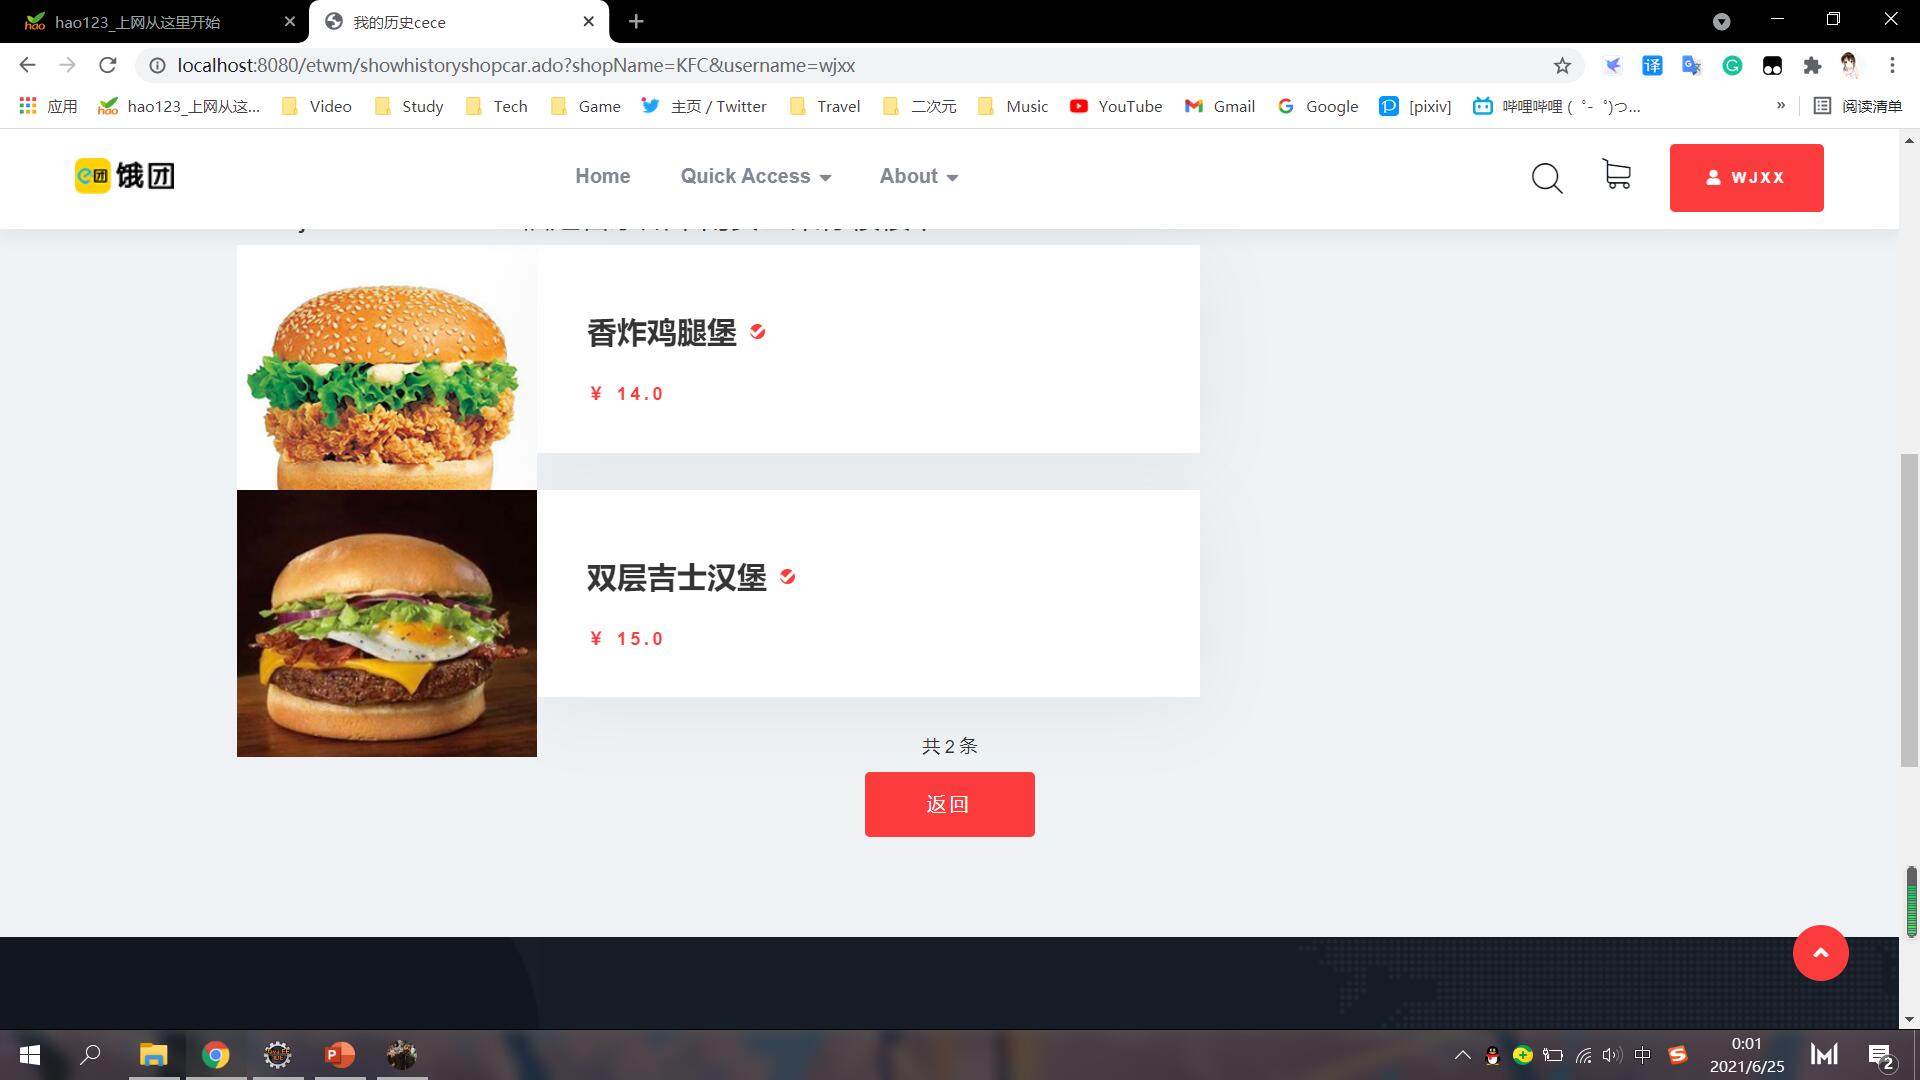 hao123_上网从这里开始
我的历史cece
localhost:8080/etwm/showhistoryshopcar.ado?shopName=KFC&username=wjxx
应用 hao123_上网从这... Video Study Tech Game 主页 / Twitter Travel 二次元 Music YouTube Gmail Google [pixiv] 哔哩哔哩 ( ゜- ゜)つ... » 阅读清单
e团 饿团 Home Quick Access About WJXX
香炸鸡腿堡
¥ 14.0
双层吉士汉堡
¥ 15.0
共 2 条
返回
中
0:01
2021/6/25
2